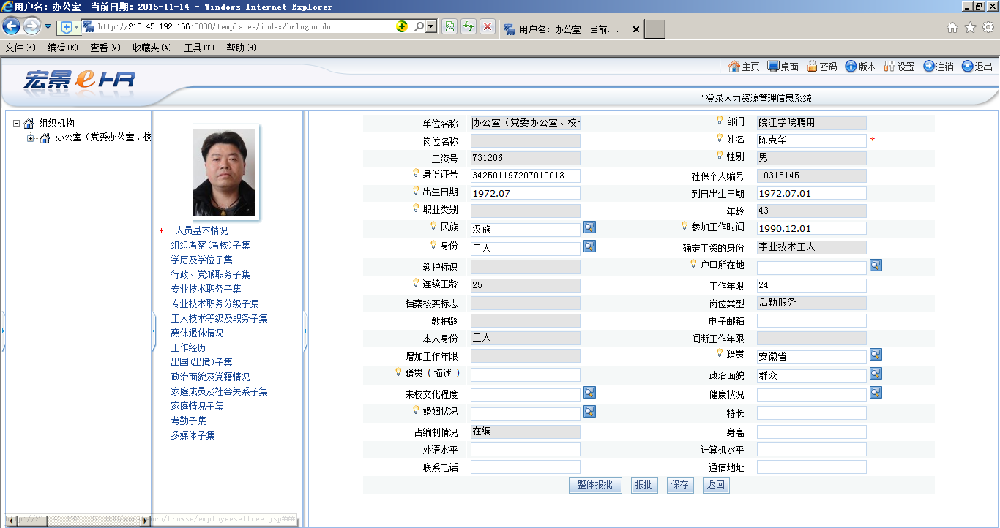 用户名：办公室 当前日期：2015-11-14 - Windows Internet Explorer
http://210.45.192.166:8080/templates/index/hrlogon.do
用户名：办公室 当前...
文件(F) 编辑(E) 查看(V) 收藏夹(A) 工具(T) 帮助(H)
宏景eHR
主页 桌面 密码 版本 设置 注销 退出
！登录人力资源管理信息系统
组织机构
办公室（党委办公室、校
人员基本情况
组织考察(考核)子集
学历及学位子集
行政、党派职务子集
专业技术职务子集
专业技术职务分级子集
工人技术等级及职务子集
离休退休情况
工作经历
出国(出境)子集
政治面貌及党籍情况
家庭成员及社会关系子集
家庭情况子集
考勤子集
多媒体子集
单位名称 办公室（党委办公室、校 部门 皖江学院聘用
岗位名称 姓名 陈克华 *
工资号 731206 性别 男
身份证号 342501197207010018 社保个人编号 10315145
出生日期 1972.07 到日出生日期 1972.07.01
职业类别 年龄 43
民族 汉族 参加工作时间 1990.12.01
身份 工人 确定工资的身份 事业技术工人
教护标识 户口所在地
连续工龄 25 工作年限 24
档案核实标志 岗位类型 后勤服务
教护龄 电子邮箱
本人身份 工人 间断工作年限
增加工作年限 籍贯 安徽省
籍贯(描述) 政治面貌 群众
来校文化程度 健康状况
婚姻状况 特长
占编制情况 在编 身高
外语水平 计算机水平
联系电话 通信地址
整体报批 报批 保存 返回
http://210.45.192.166:8080/workbench/browse/employeesettree.jsp###